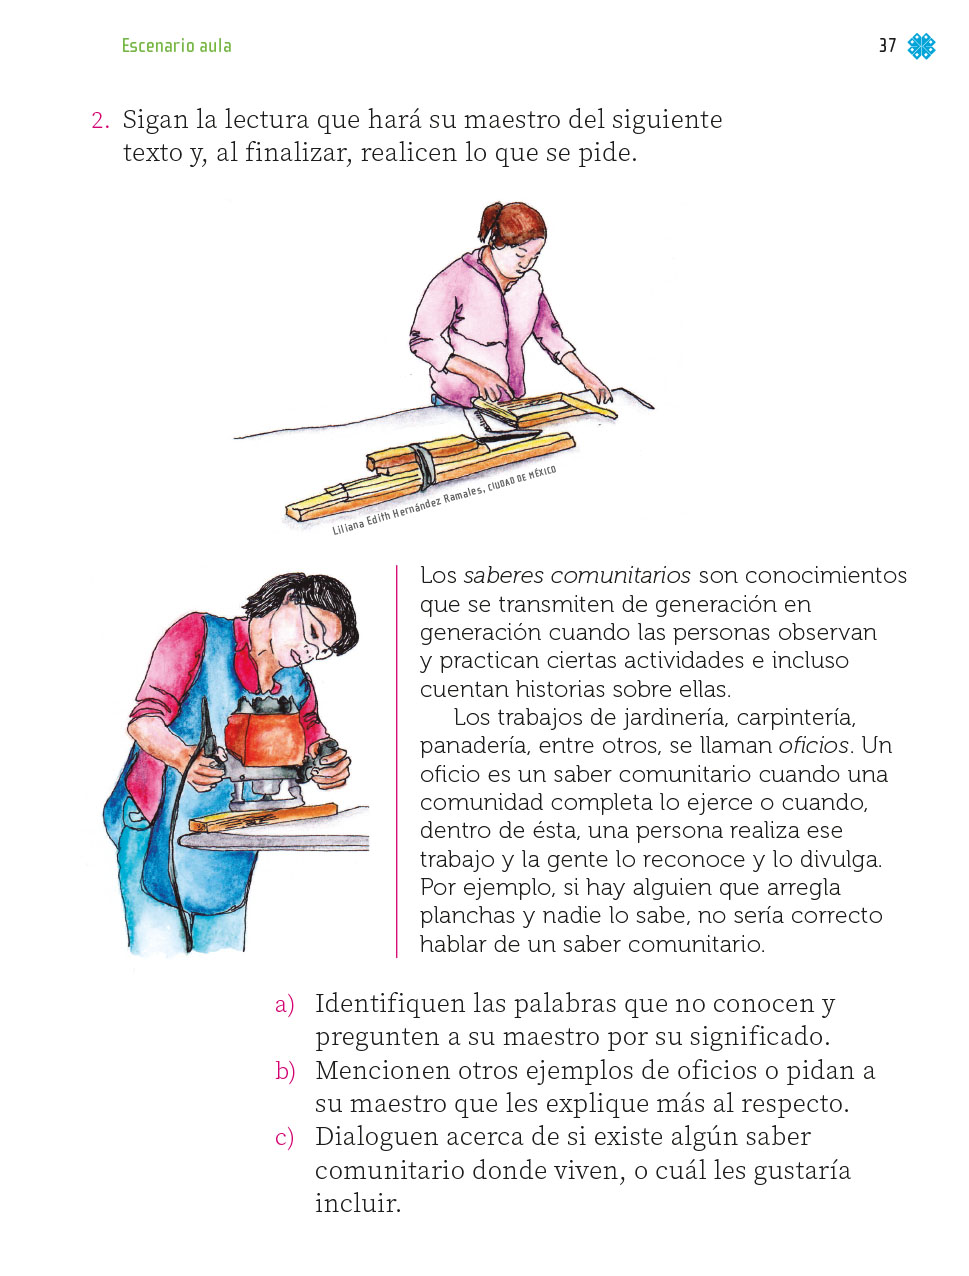 Escenario aula
37
2. Sigan la lectura que hará su maestro del siguiente
texto y, al finalizar, realicen lo que se pide.
Liliana Edith Hernández Ramales, CIUDAD DE MÉXICO
Los saberes comunitarios son conocimientos
que se transmiten de generación en
generación cuando las personas observan
y practican ciertas actividades e incluso
cuentan historias sobre ellas.
Los trabajos de jardinería, carpintería,
panadería, entre otros, se llaman oficios. Un
oficio es un saber comunitario cuando una
comunidad completa lo ejerce o cuando,
dentro de ésta, una persona realiza ese
trabajo y la gente lo reconoce y lo divulga.
Por ejemplo, si hay alguien que arregla
planchas y nadie lo sabe, no sería correcto
hablar de un saber comunitario.
a) Identifiquen las palabras que no conocen y
pregunten a su maestro por su significado.
b) Mencionen otros ejemplos de oficios o pidan a
su maestro que les explique más al respecto.
c) Dialoguen acerca de si existe algún saber
comunitario donde viven, o cuál les gustaría
incluir.